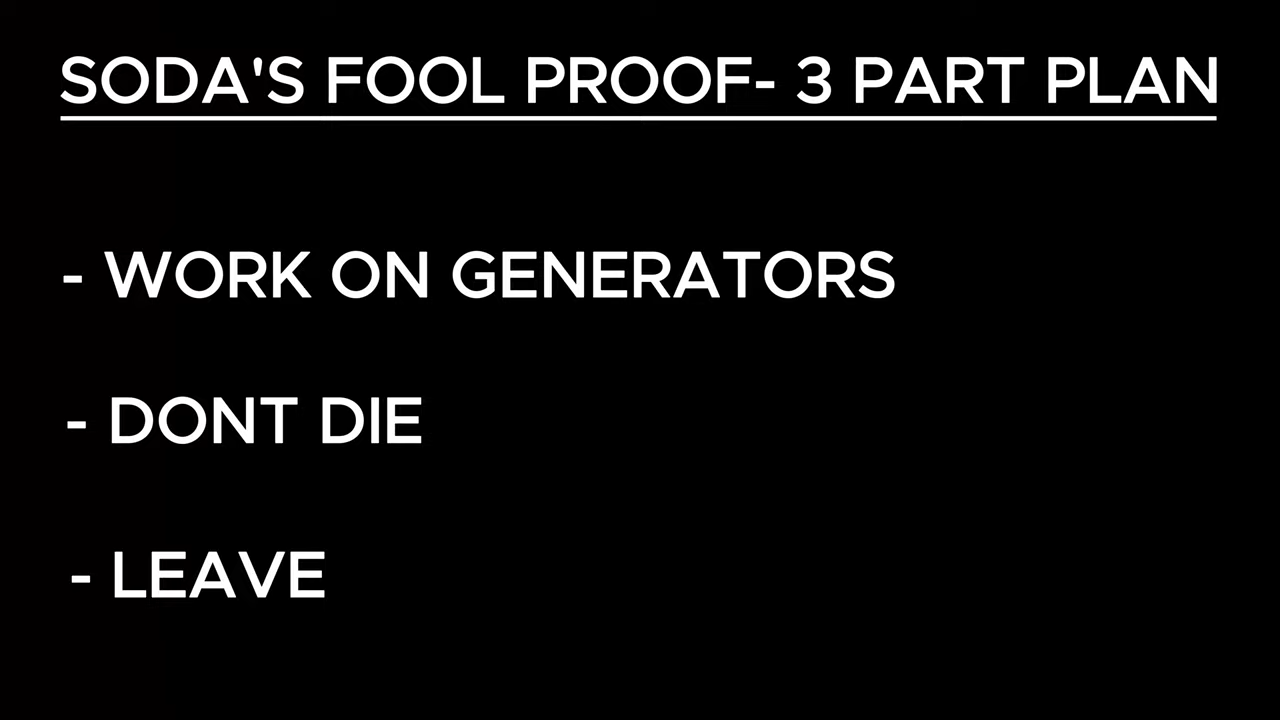 SODA'S FOOL PROOF- 3 PART PLAN
- WORK ON GENERATORS
- DONT DIE
- LEAVE